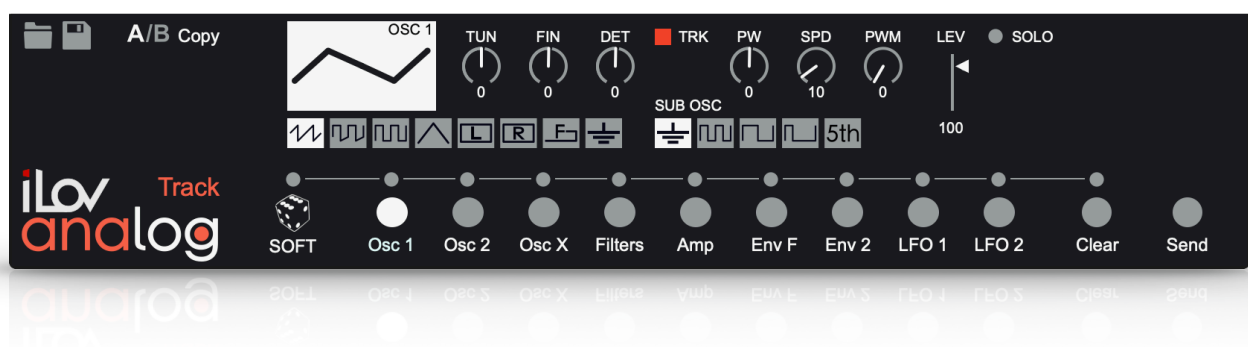 A/B Copy
OSC 1
TUN FIN DET TRK PW SPD PWM LEV SOLO
0 0 0 0 10 0
SUB OSC
L R F 5th
100
iLov Track
analog
SOFT Osc 1 Osc 2 Osc X Filters Amp Env F Env 2 LFO 1 LFO 2 Clear Send